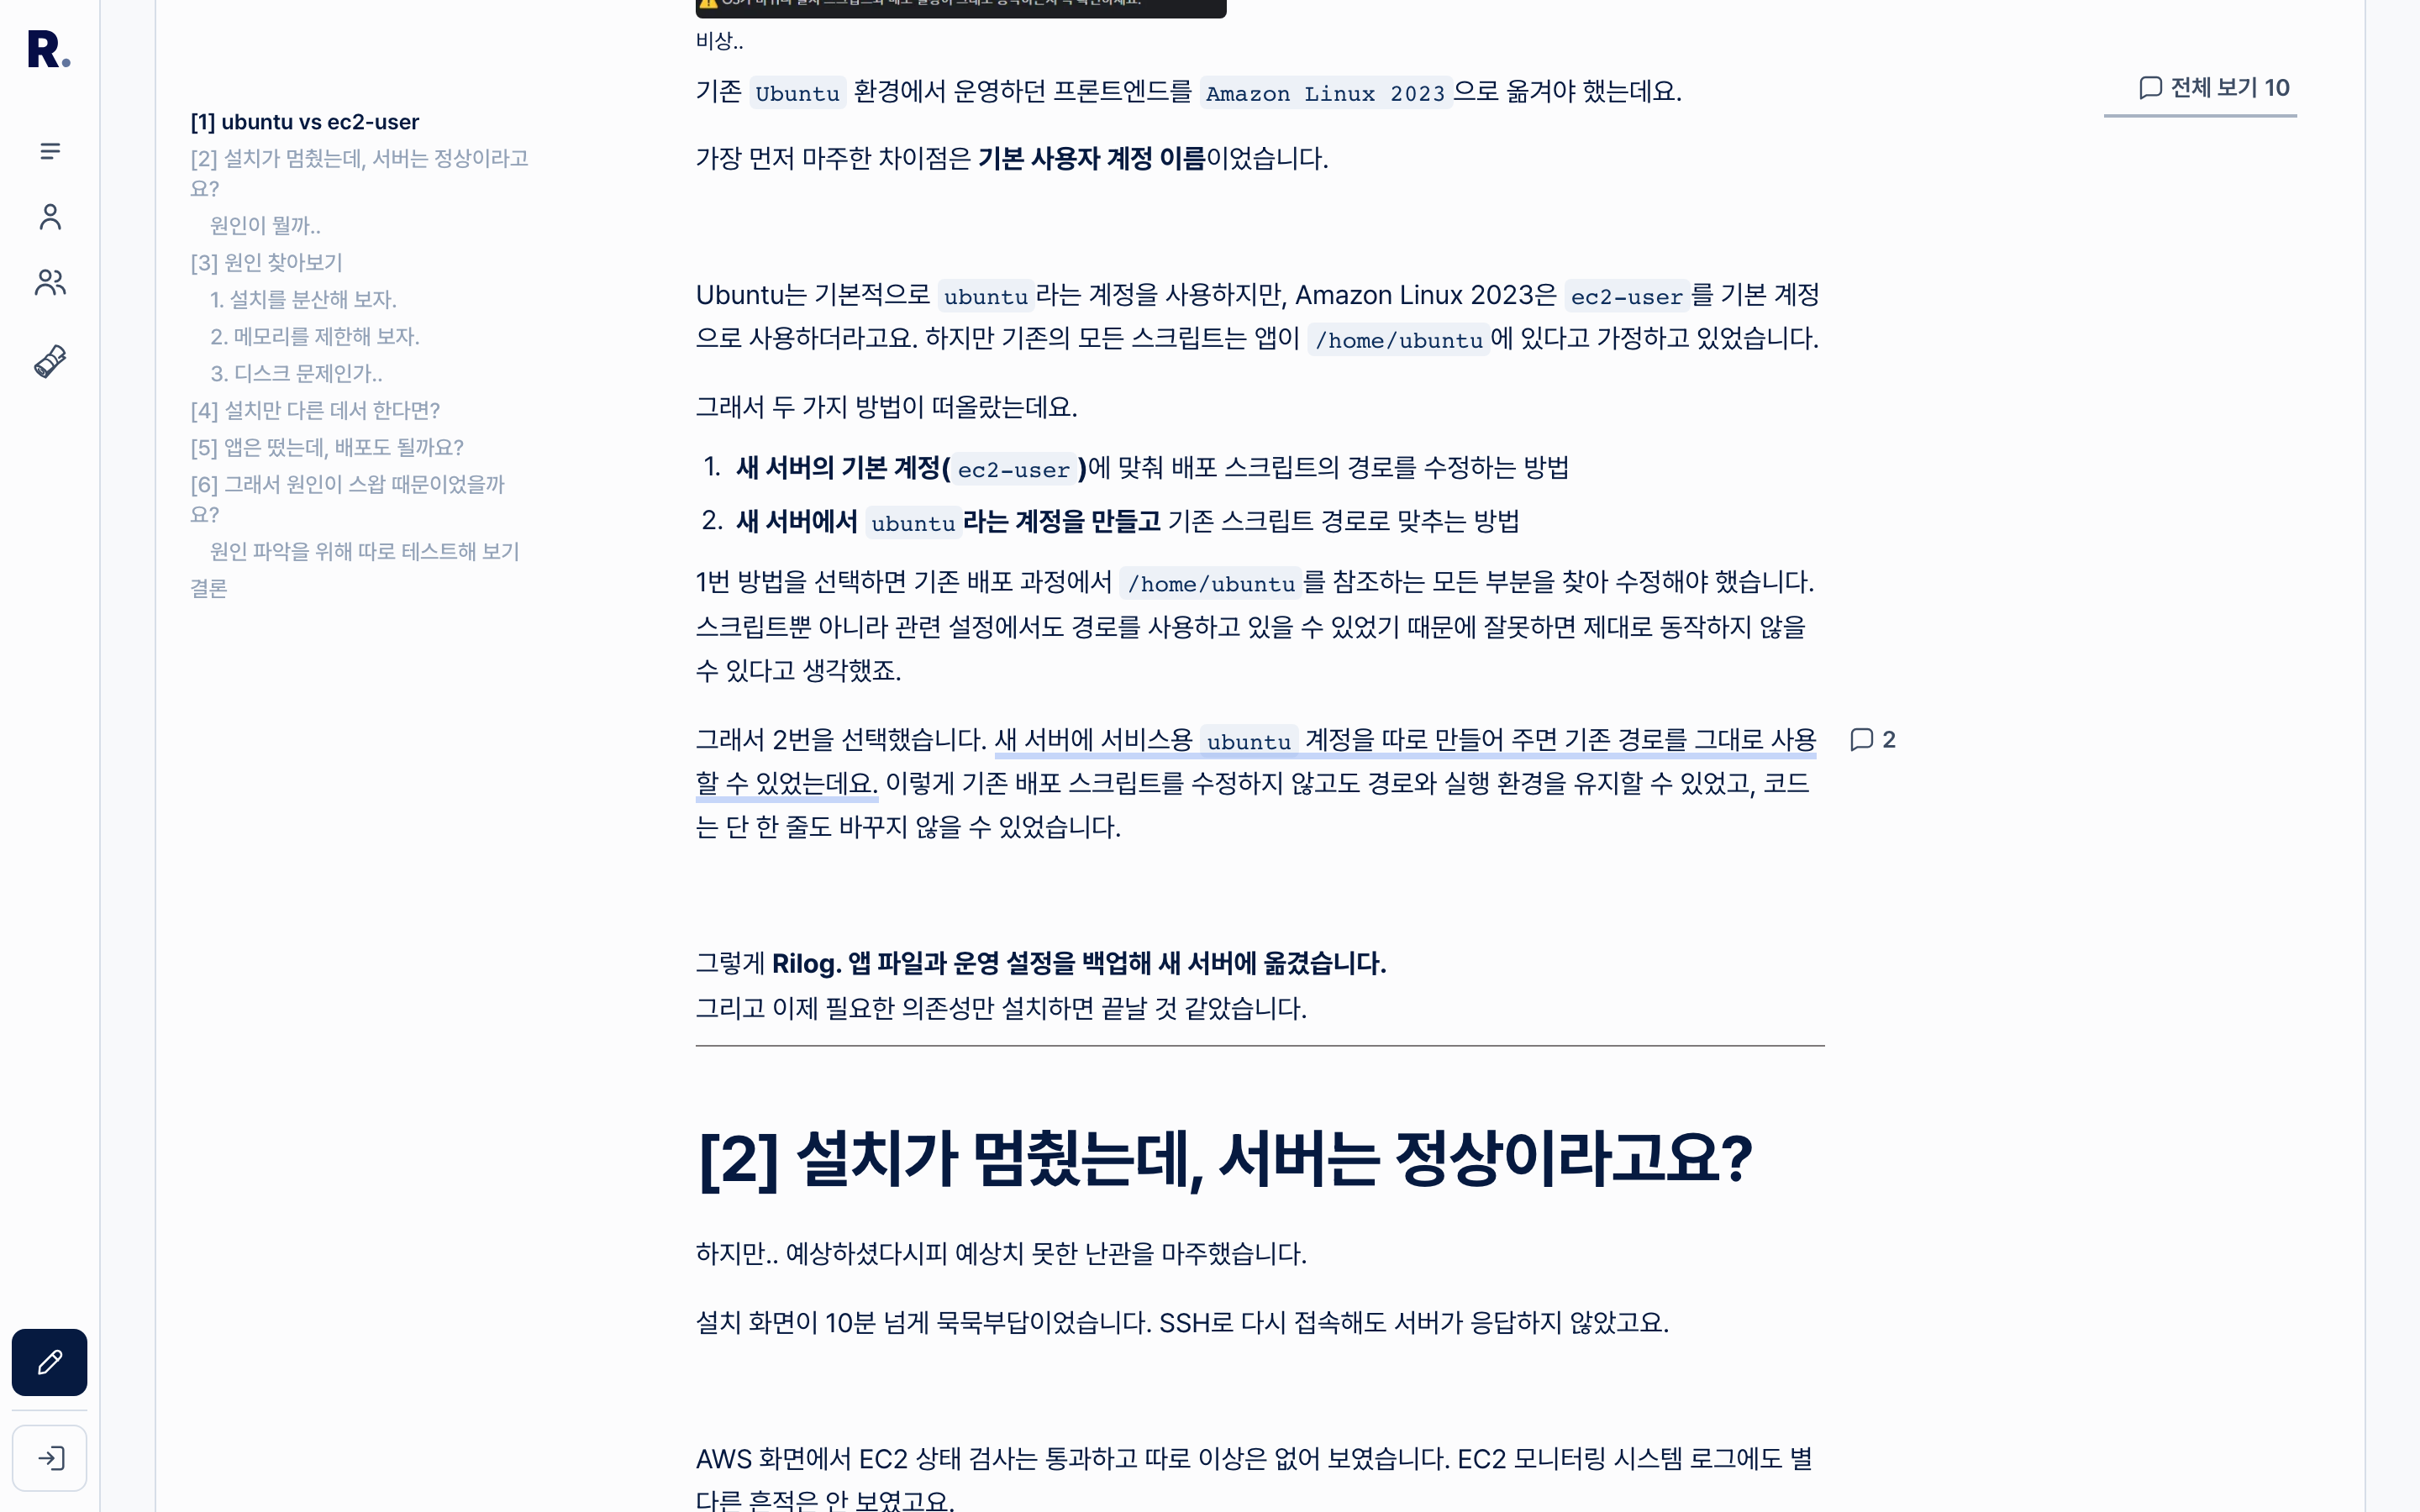 R.
[1] ubuntu vs ec2-user
[2] 설치가 멈췄는데, 서버는 정상이라고
요?
원인이 뭘까..
[3] 원인 찾아보기
1. 설치를 분산해 보자.
2. 메모리를 제한해 보자.
3. 디스크 문제인가..
[4] 설치만 다른 데서 한다면?
[5] 앱은 떴는데, 배포도 될까요?
[6] 그래서 원인이 스왑 때문이었을까
요?
원인 파악을 위해 따로 테스트해 보기
결론
비상..
기존 Ubuntu 환경에서 운영하던 프론트엔드를 Amazon Linux 2023으로 옮겨야 했는데요.
가장 먼저 마주한 차이점은 기본 사용자 계정 이름이었습니다.
Ubuntu는 기본적으로 ubuntu라는 계정을 사용하지만, Amazon Linux 2023은 ec2-user를 기본 계정
으로 사용하더라고요. 하지만 기존의 모든 스크립트는 앱이 /home/ubuntu에 있다고 가정하고 있었습니다.
그래서 두 가지 방법이 떠올랐는데요.
1. 새 서버의 기본 계정(ec2-user)에 맞춰 배포 스크립트의 경로를 수정하는 방법
2. 새 서버에서 ubuntu라는 계정을 만들고 기존 스크립트 경로로 맞추는 방법
1번 방법을 선택하면 기존 배포 과정에서 /home/ubuntu를 참조하는 모든 부분을 찾아 수정해야 했습니다.
스크립트뿐 아니라 관련 설정에서도 경로를 사용하고 있을 수 있었기 때문에 잘못하면 제대로 동작하지 않을
수 있다고 생각했죠.
그래서 2번을 선택했습니다. 새 서버에 서비스용 ubuntu 계정을 따로 만들어 주면 기존 경로를 그대로 사용
할 수 있었는데요. 이렇게 기존 배포 스크립트를 수정하지 않고도 경로와 실행 환경을 유지할 수 있었고, 코드
는 단 한 줄도 바꾸지 않을 수 있었습니다.
그렇게 Rilog. 앱 파일과 운영 설정을 백업해 새 서버에 옮겼습니다.
그리고 이제 필요한 의존성만 설치하면 끝날 것 같았습니다.
[2] 설치가 멈췄는데, 서버는 정상이라고요?
하지만.. 예상하셨다시피 예상치 못한 난관을 마주했습니다.
설치 화면이 10분 넘게 묵묵부답이었습니다. SSH로 다시 접속해도 서버가 응답하지 않았고요.
AWS 화면에서 EC2 상태 검사는 통과하고 따로 이상은 없어 보였습니다. EC2 모니터링 시스템 로그에도 별
다른 흔적은 안 보였고요.
전체 보기 10
2